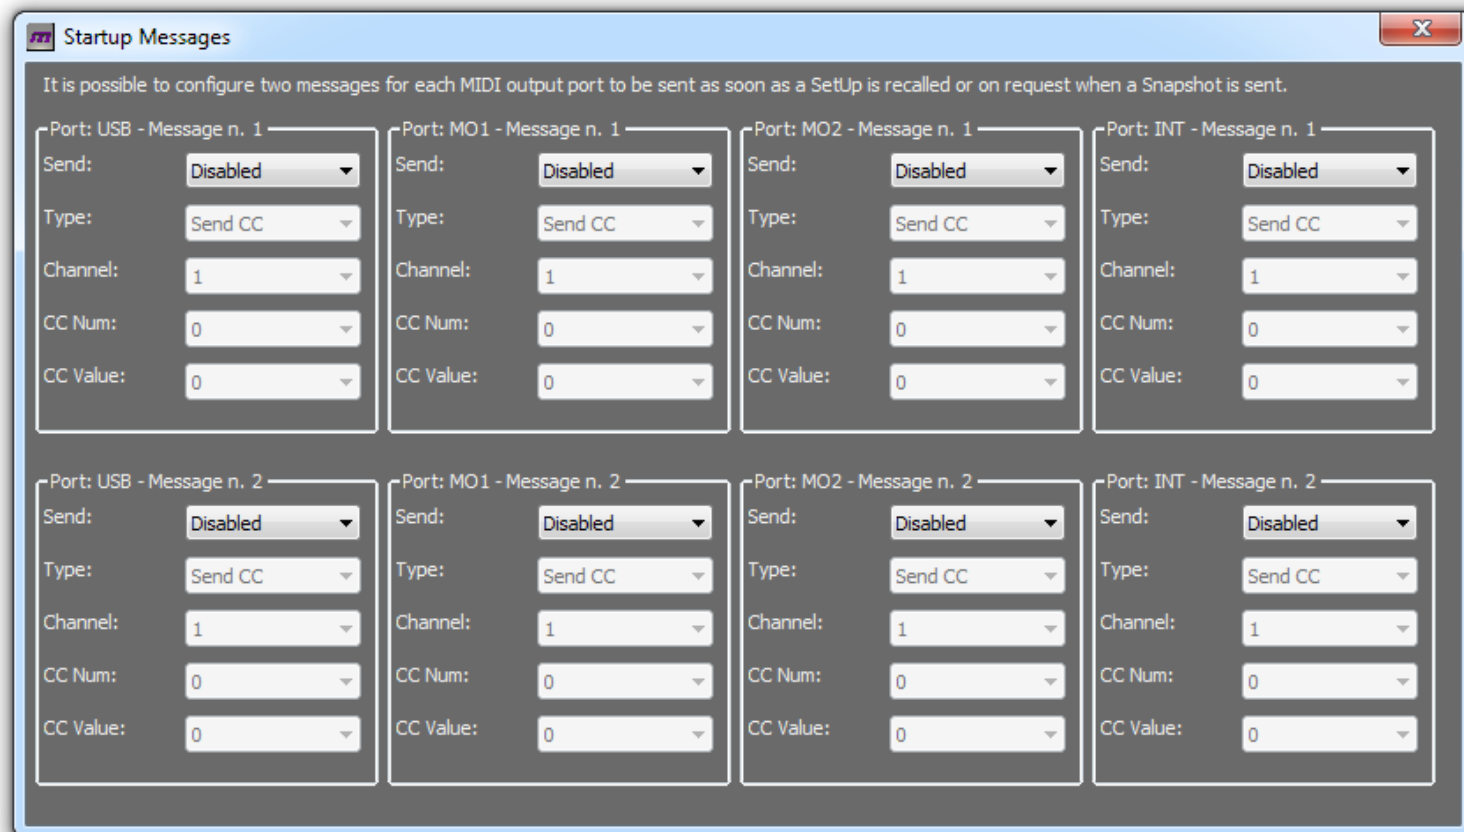 Startup Messages
It is possible to configure two messages for each MIDI output port to be sent as soon as a SetUp is recalled or on request when a Snapshot is sent.
Port: USB - Message n. 1
Send: Disabled
Type: Send CC
Channel: 1
CC Num: 0
CC Value: 0
Port: MO1 - Message n. 1
Send: Disabled
Type: Send CC
Channel: 1
CC Num: 0
CC Value: 0
Port: MO2 - Message n. 1
Send: Disabled
Type: Send CC
Channel: 1
CC Num: 0
CC Value: 0
Port: INT - Message n. 1
Send: Disabled
Type: Send CC
Channel: 1
CC Num: 0
CC Value: 0
Port: USB - Message n. 2
Send: Disabled
Type: Send CC
Channel: 1
CC Num: 0
CC Value: 0
Port: MO1 - Message n. 2
Send: Disabled
Type: Send CC
Channel: 1
CC Num: 0
CC Value: 0
Port: MO2 - Message n. 2
Send: Disabled
Type: Send CC
Channel: 1
CC Num: 0
CC Value: 0
Port: INT - Message n. 2
Send: Disabled
Type: Send CC
Channel: 1
CC Num: 0
CC Value: 0